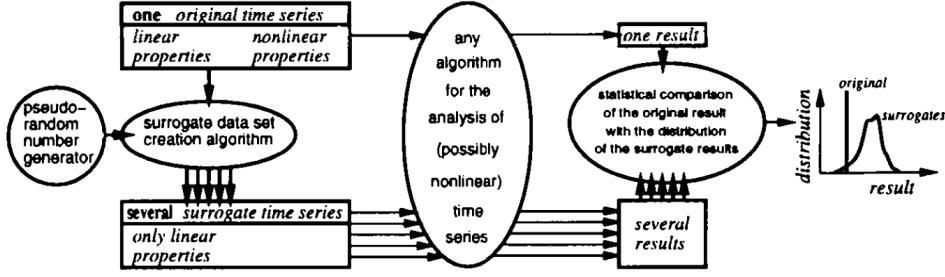 one original time series
linear nonlinear
properties properties
pseudo-
random
number
generator
surrogate data set
creation algorithm
several surrogate time series
only linear
properties
any
algorithm
for the
analysis of
(possibly
nonlinear)
time
series
one result
statistical comparison
of the original result
with the distribution
of the surrogate results
several
results
distribution
original
surrogates
result